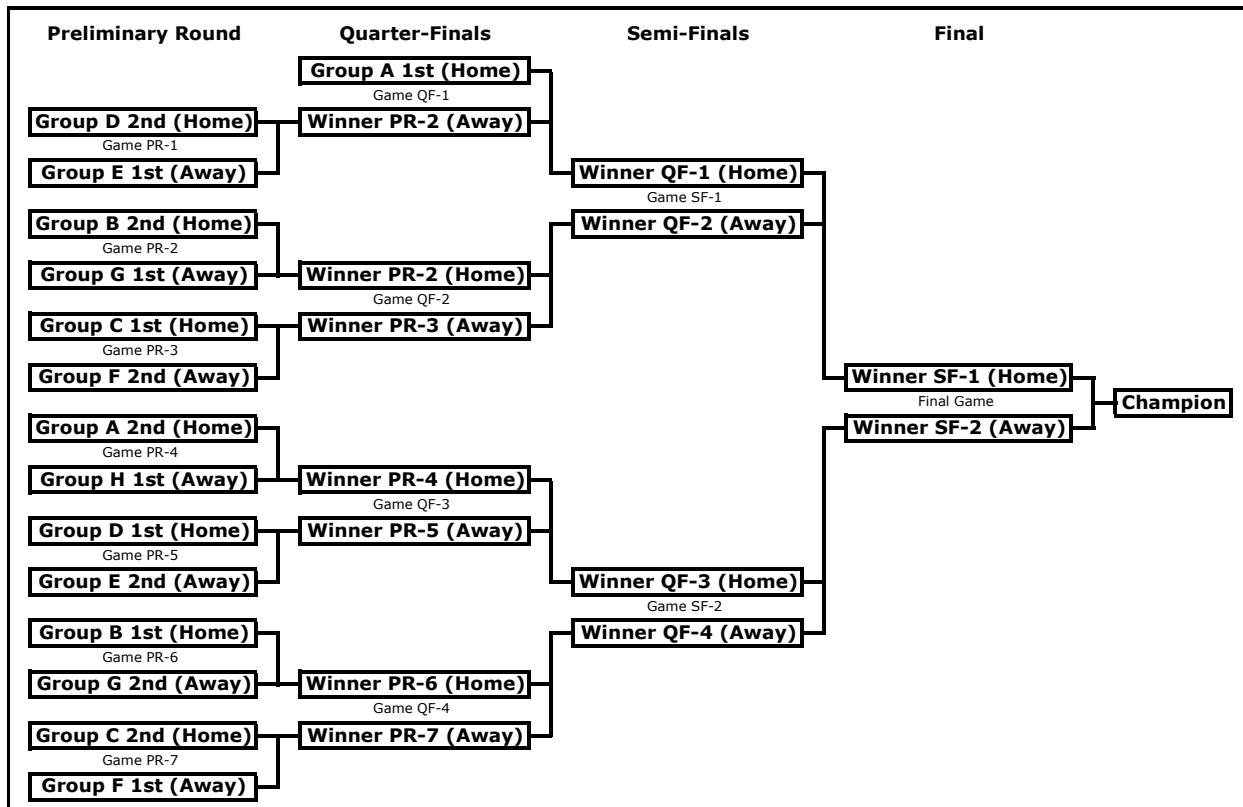 Preliminary Round Quarter-Finals Semi-Finals Final
Group A 1st (Home)
Game QF-1
Group D 2nd (Home) Winner PR-2 (Away)
Game PR-1
Group E 1st (Away) Winner QF-1 (Home)
Game SF-1
Group B 2nd (Home) Winner QF-2 (Away)
Game PR-2
Group G 1st (Away) Winner PR-2 (Home)
Game QF-2
Group C 1st (Home) Winner PR-3 (Away)
Game PR-3
Group F 2nd (Away) Winner SF-1 (Home)
Final Game Champion
Group A 2nd (Home) Winner SF-2 (Away)
Game PR-4
Group H 1st (Away) Winner PR-4 (Home)
Game QF-3
Group D 1st (Home) Winner PR-5 (Away)
Game PR-5
Group E 2nd (Away) Winner QF-3 (Home)
Game SF-2
Group B 1st (Home) Winner QF-4 (Away)
Game PR-6
Group G 2nd (Away) Winner PR-6 (Home)
Game QF-4
Group C 2nd (Home) Winner PR-7 (Away)
Game PR-7
Group F 1st (Away)